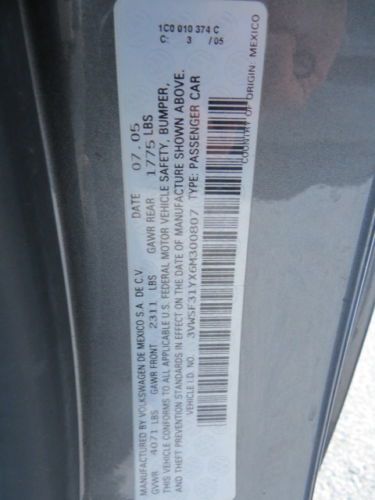 1C0 010 374 C
C: 3 /05
MANUFACTURED BY VOLKSWAGEN DE MEXICO S.A. DE C.V. DATE 07.05
GVWR 4071 LBS GAWR FRONT 2311 LBS GAWR REAR 1775 LBS
THIS VEHICLE CONFORMS TO ALL APPLICABLE U.S. FEDERAL MOTOR VEHICLE SAFETY, BUMPER,
AND THEFT PREVENTION STANDARDS IN EFFECT ON THE DATE OF MANUFACTURE SHOWN ABOVE.
VEHICLE I.D. NO. 3VWSF31YX6M300807 TYPE: PASSENGER CAR
COUNTRY OF ORIGIN: MEXICO